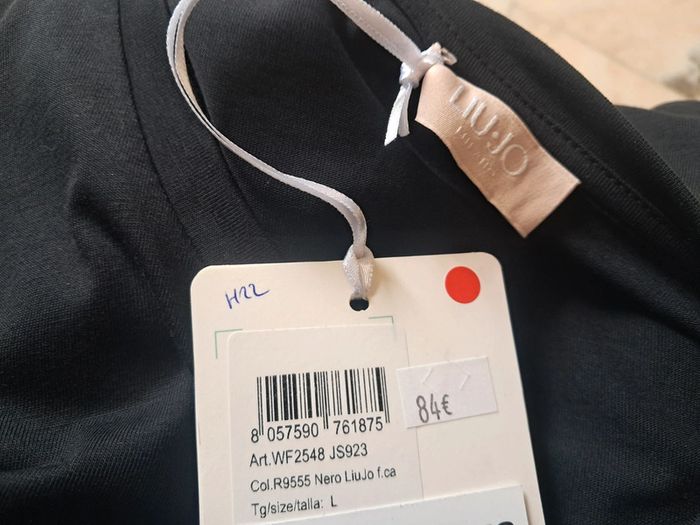 LIU·JO
H22
84€
8 057590 761875
Art.WF2548 JS923
Col.R9555 Nero LiuJo f.ca
Tg/size/talla: L